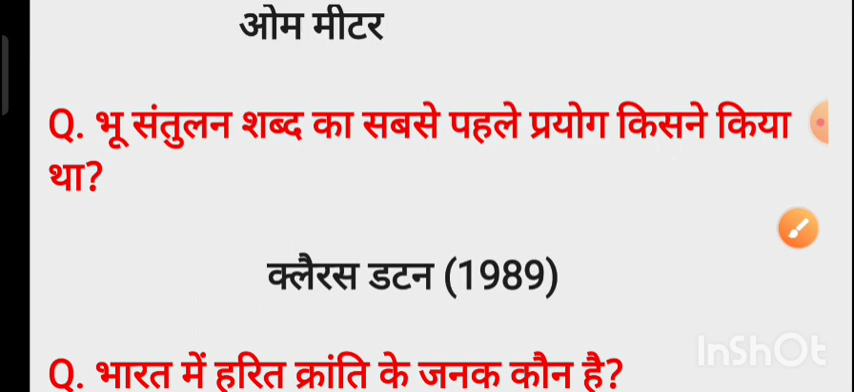 ओम मीटर
Q. भू संतुलन शब्द का सबसे पहले प्रयोग किसने किया
था?
क्लैरस डटन (1989)
InShOt
Q. भारत में हरित क्रांति के जनक कौन है?